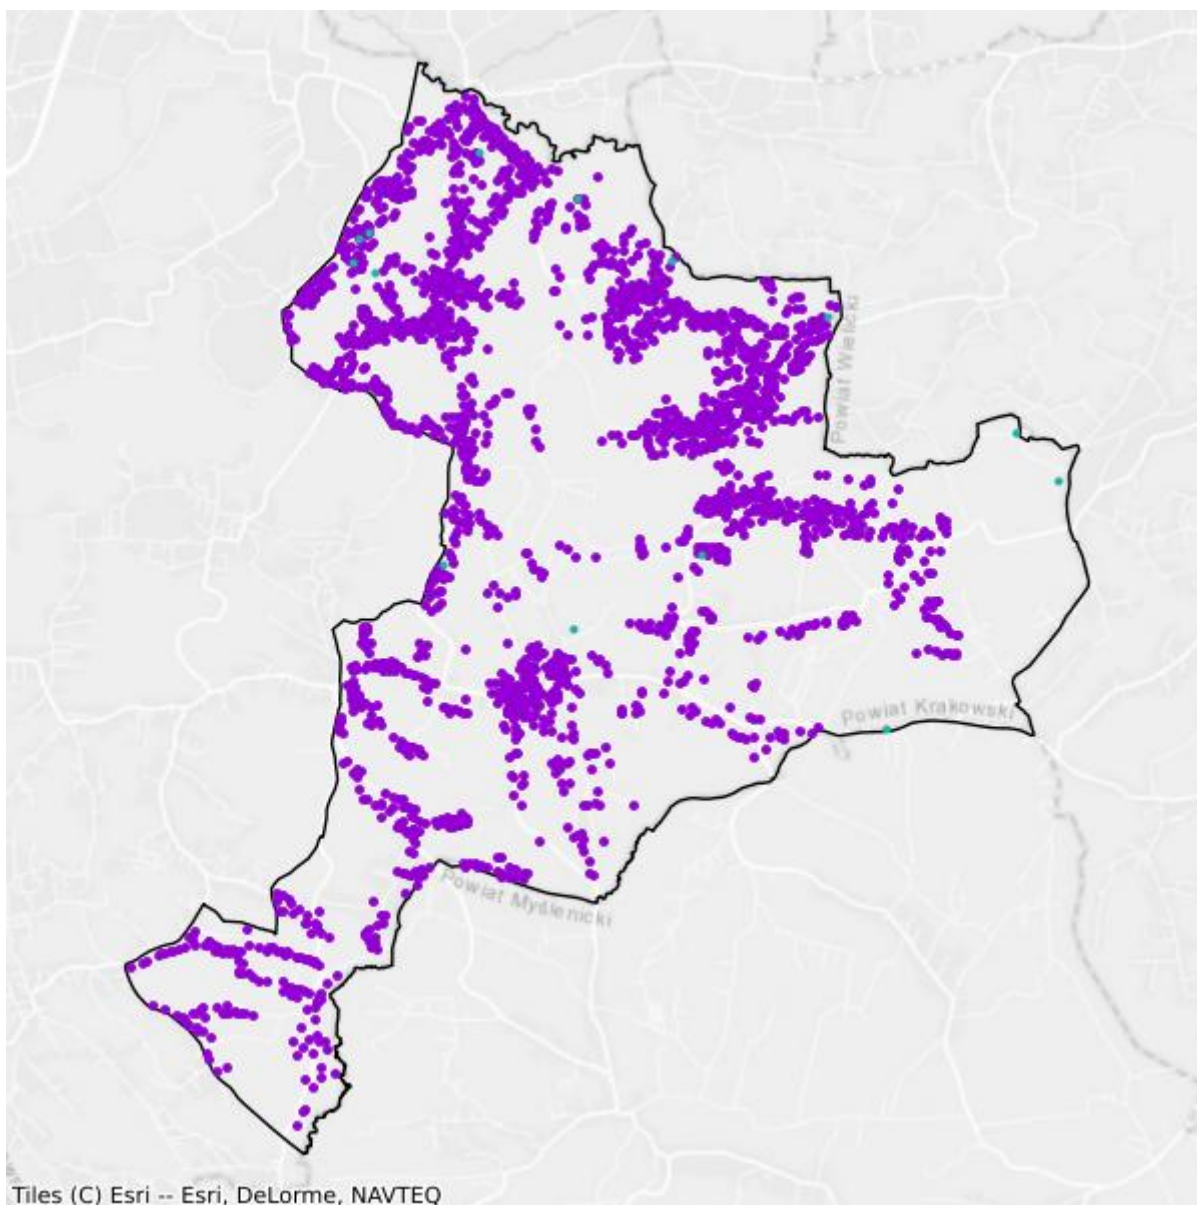 Powiat Wielicki
Powiat Krakowski
Powiat Myślenicki
Tiles (C) Esri -- Esri, DeLorme, NAVTEQ